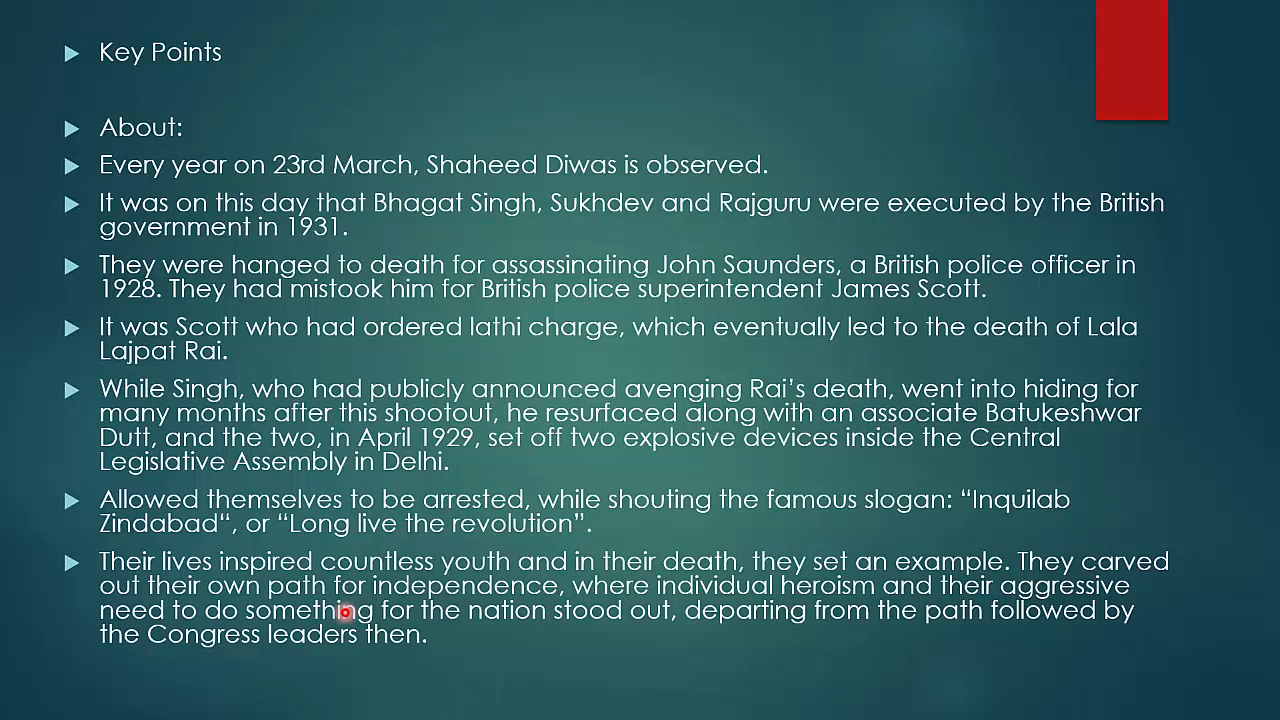 Key Points
About:
Every year on 23rd March, Shaheed Diwas is observed.
It was on this day that Bhagat Singh, Sukhdev and Rajguru were executed by the British
government in 1931.
They were hanged to death for assassinating John Saunders, a British police officer in
1928. They had mistook him for British police superintendent James Scott.
It was Scott who had ordered lathi charge, which eventually led to the death of Lala
Lajpat Rai.
While Singh, who had publicly announced avenging Rai’s death, went into hiding for
many months after this shootout, he resurfaced along with an associate Batukeshwar
Dutt, and the two, in April 1929, set off two explosive devices inside the Central
Legislative Assembly in Delhi.
Allowed themselves to be arrested, while shouting the famous slogan: “Inquilab
Zindabad“, or “Long live the revolution”.
Their lives inspired countless youth and in their death, they set an example. They carved
out their own path for independence, where individual heroism and their aggressive
need to do something for the nation stood out, departing from the path followed by
the Congress leaders then.